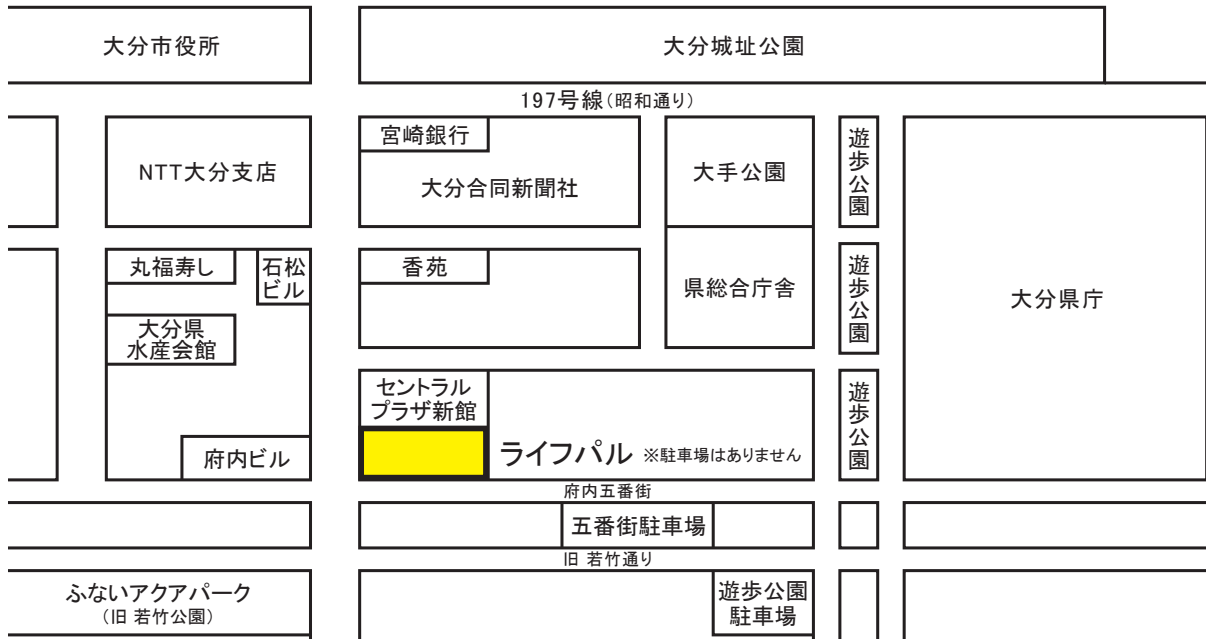 大分市役所
大分城址公園
197号線(昭和通り)
宮崎銀行
NTT大分支店
大分合同新聞社
大手公園
遊歩公園
丸福寿し
石松
ビル
香苑
県総合庁舎
遊歩公園
大分県庁
大分県
水産会館
セントラル
プラザ新館
遊歩公園
府内ビル
ライフパル ※駐車場はありません
府内五番街
五番街駐車場
旧 若竹通り
ふないアクアパーク
(旧 若竹公園)
遊歩公園
駐車場